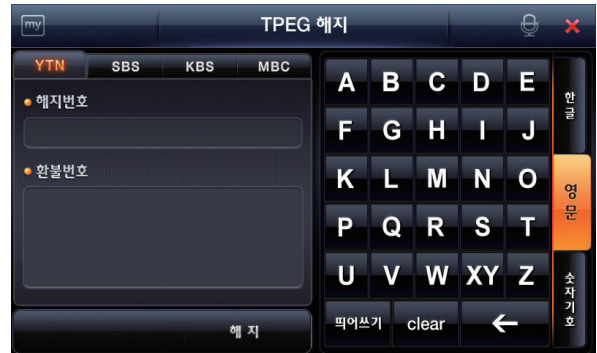 my
TPEG 해지
YTN SBS KBS MBC
해지번호
환불번호
해 지
A B C D E
F G H I J
K L M N O
P Q R S T
U V W XY Z
띄어쓰기 clear
한글
영문
숫자기호